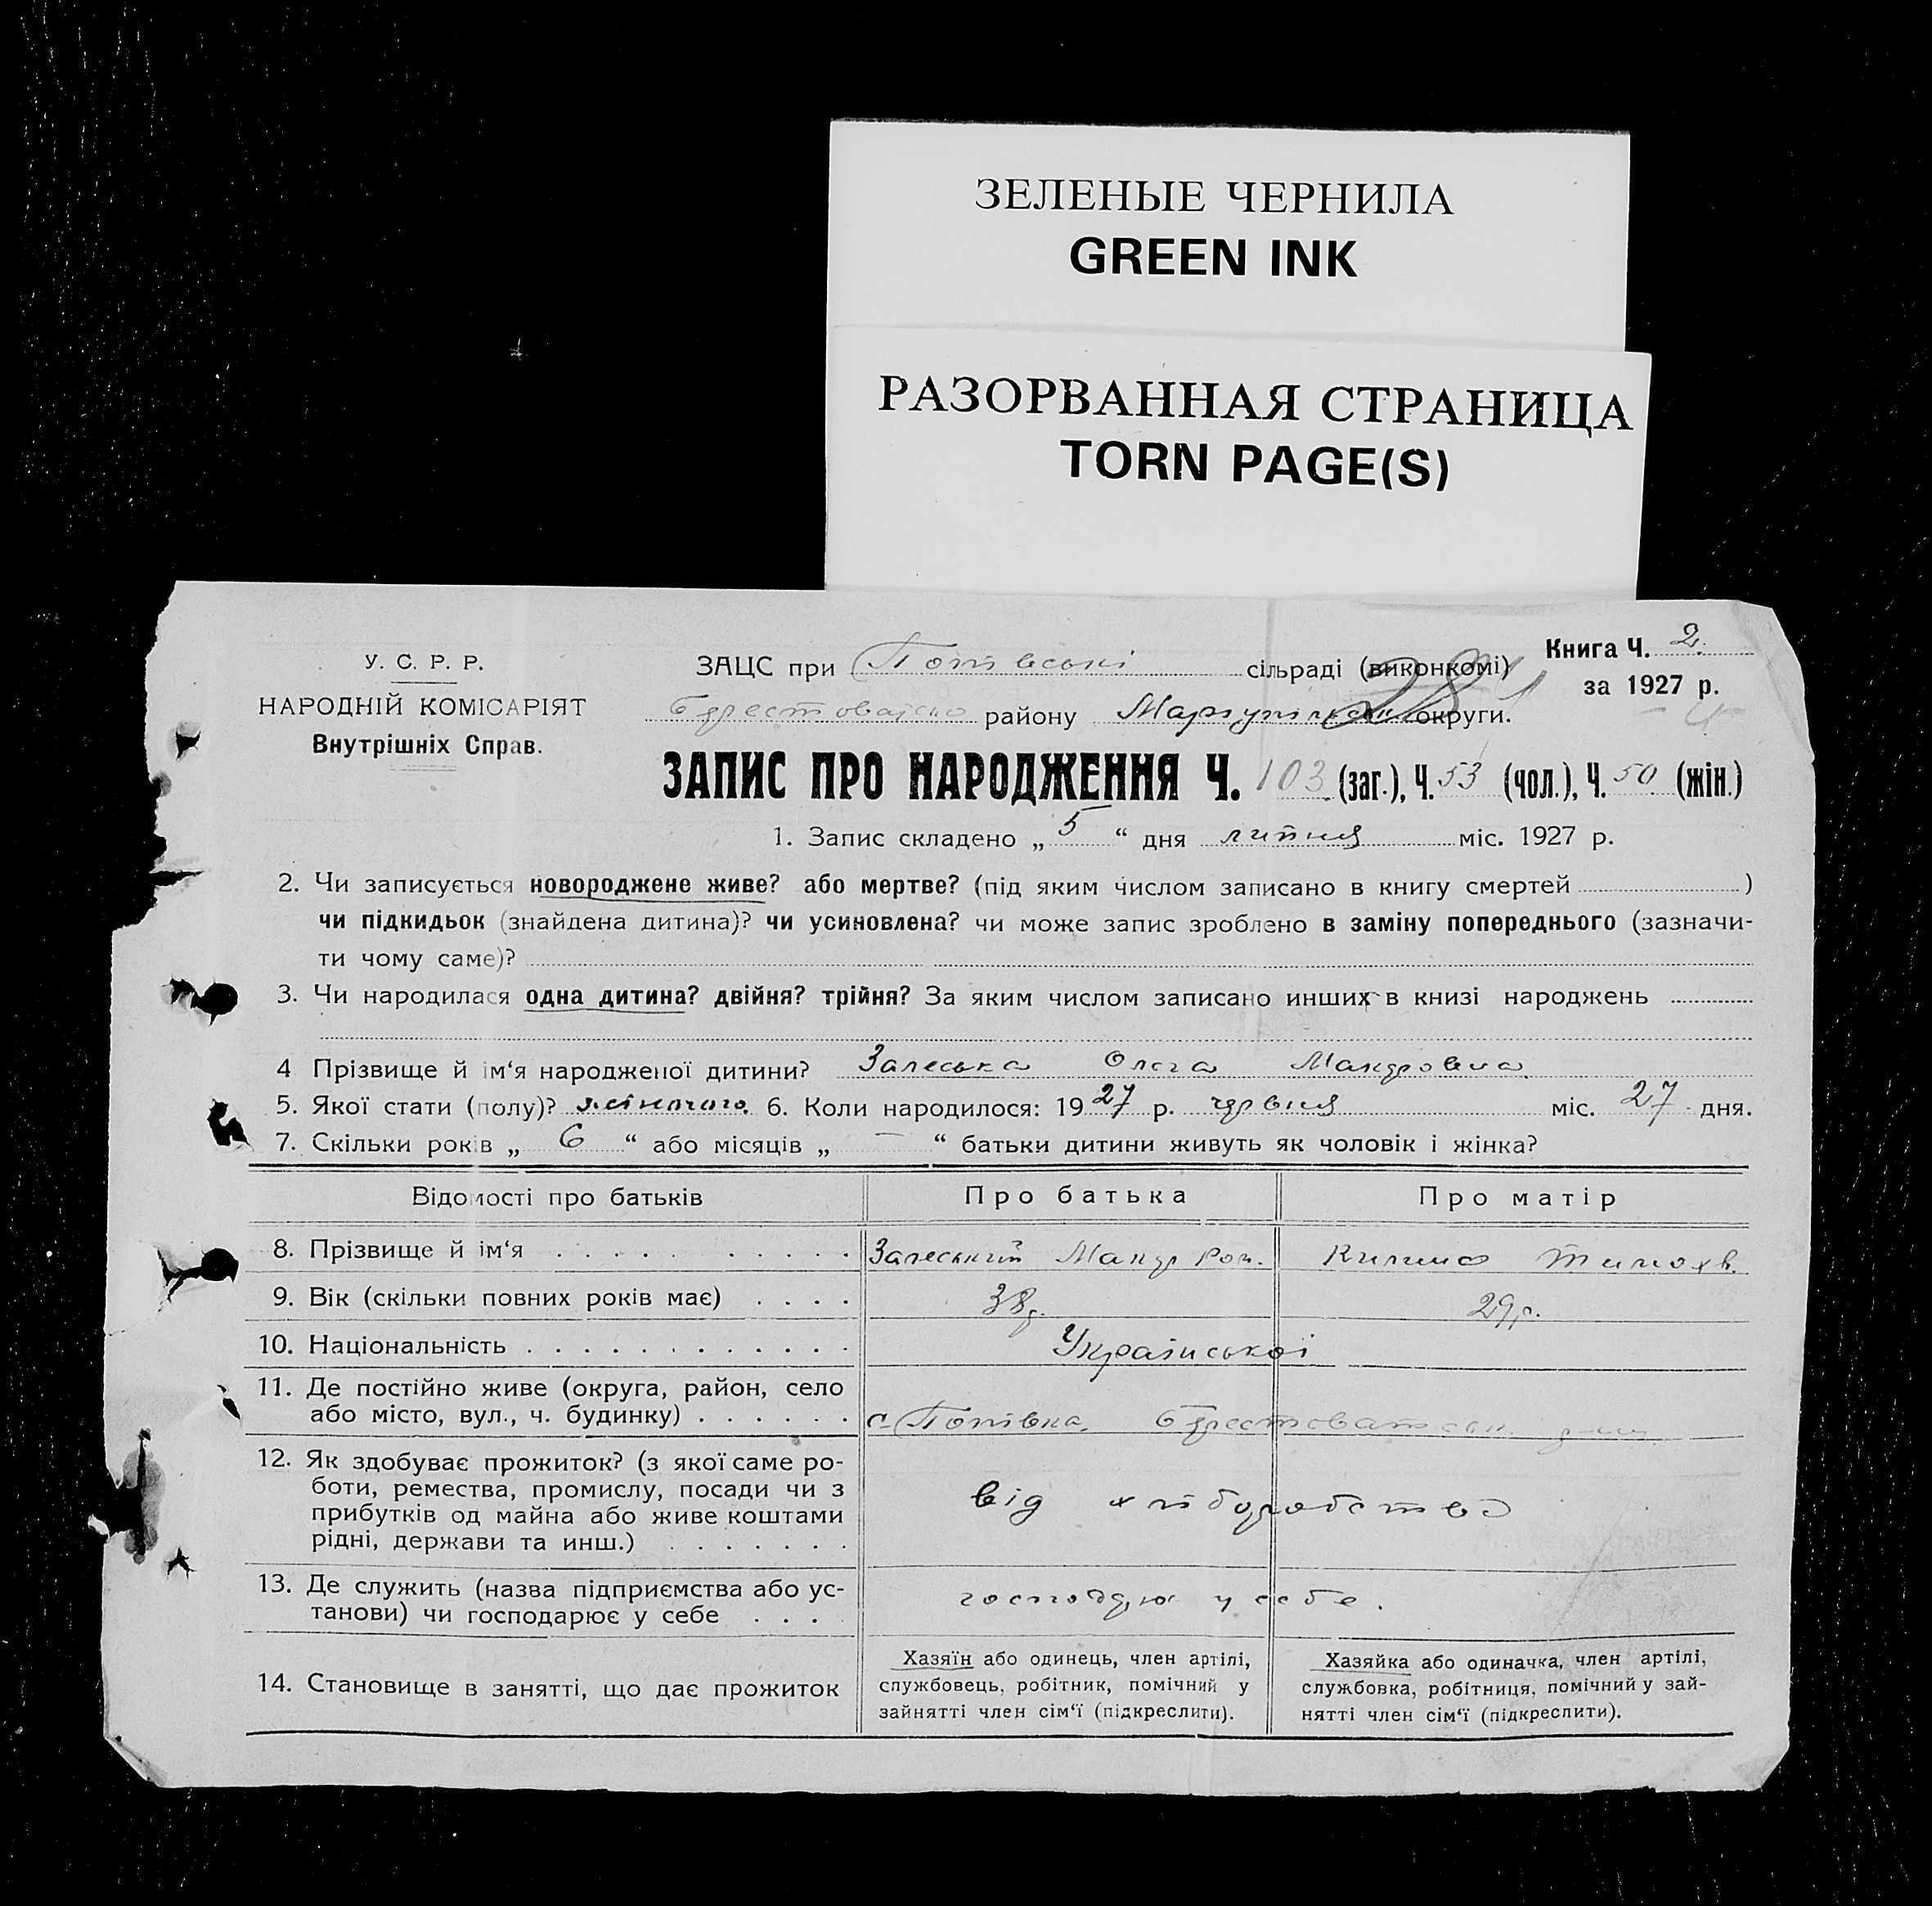 ЗЕЛЕНЫЕ ЧЕРНИЛА
GREEN INK
РАЗОРВАННАЯ СТРАНИЦА
TORN PAGE(S)
У. С. Р. Р.
НАРОДНІЙ КОМІСАРІЯТ
Внутрішніх Справ.
ЗАЦС при Попівські сільраді (виконкомі)
району Маріупільськ округи.
Книга Ч. 2.
за 1927 р.
ЗАПИС ПРО НАРОДЖЕННЯ Ч. 103 (заг.), Ч. 53 (чол.), Ч. 50 (жін.)
1. Запис складено „ 5 “ дня липня міс. 1927 р.
2. Чи записується новороджене живе? або мертве? (під яким числом записано в книгу смертей )
чи підкидьок (знайдена дитина)? чи усиновлена? чи може запис зроблено в заміну попереднього (зазначи-
ти чому саме)?
3. Чи народилася одна дитина? двійня? трійня? За яким числом записано инших в книзі народжень
4 Прізвище й ім‘я народженої дитини? Залеська Ольга
5. Якої стати (полу)? жіночого. 6. Коли народилося: 1927 р. червня міс. 27 дня.
7. Скільки років „ 6 “ або місяців „ — “ батьки дитини живуть як чоловік і жінка?
Відомості про батьків
Про батька
Про матір
8. Прізвище й ім‘я
Залеський
9. Вік (скільки повних років має)
38 р.
29 р.
10. Національність
Української
11. Де постійно живе (округа, район, село
або місто, вул., ч. будинку)
с. Попівка,
12. Як здобуває прожиток? (з якої саме ро-
боти, ремества, промислу, посади чи з
прибутків од майна або живе коштами
рідні, держави та инш.)
від хліборобства
13. Де служить (назва підприємства або ус-
танови) чи господарює у себе
у себе.
14. Становище в занятті, що дає прожиток
Хазяїн або одинець, член артілі,
службовець, робітник, помічний у
зайнятті член сім‘ї (підкреслити).
Хазяйка або одиначка, член артілі,
службовка, робітниця, помічний у зай-
нятті член сім‘ї (підкреслити).